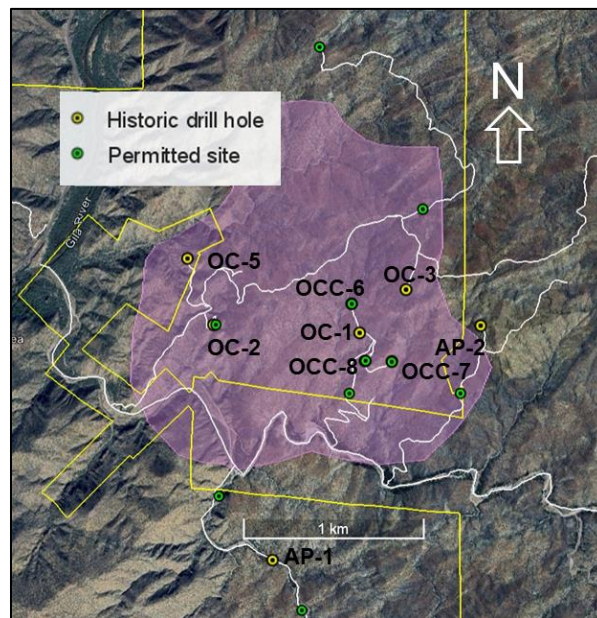 N
Historic drill hole
Permitted site
Gila River
OC-5
OC-3
OCC-6
OC-1
AP-2
OC-2
OCC-8
OCC-7
1 km
AP-1